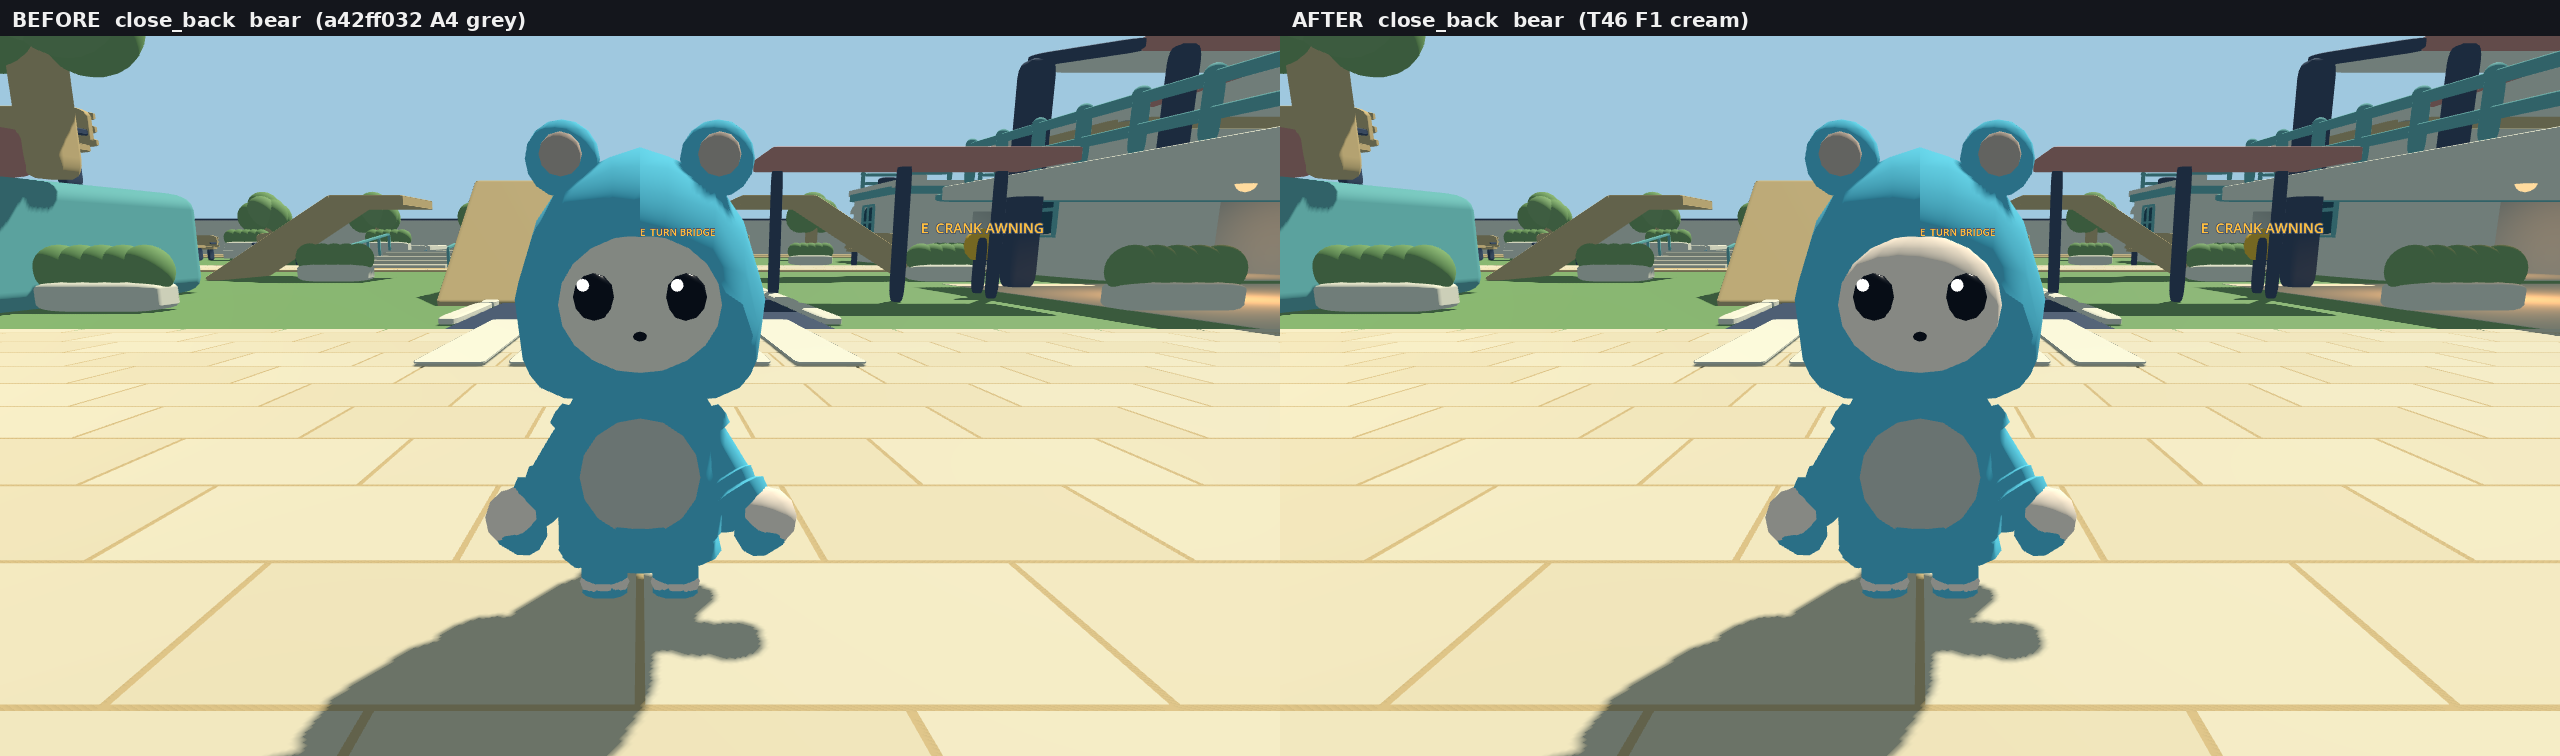 BEFORE  close_back  bear  (a42ff032 A4 grey)
AFTER  close_back  bear  (T46 F1 cream)
E  CRANK AWNING
E  TURN BRIDGE
E  CRANK AWNING
E  TURN BRIDGE